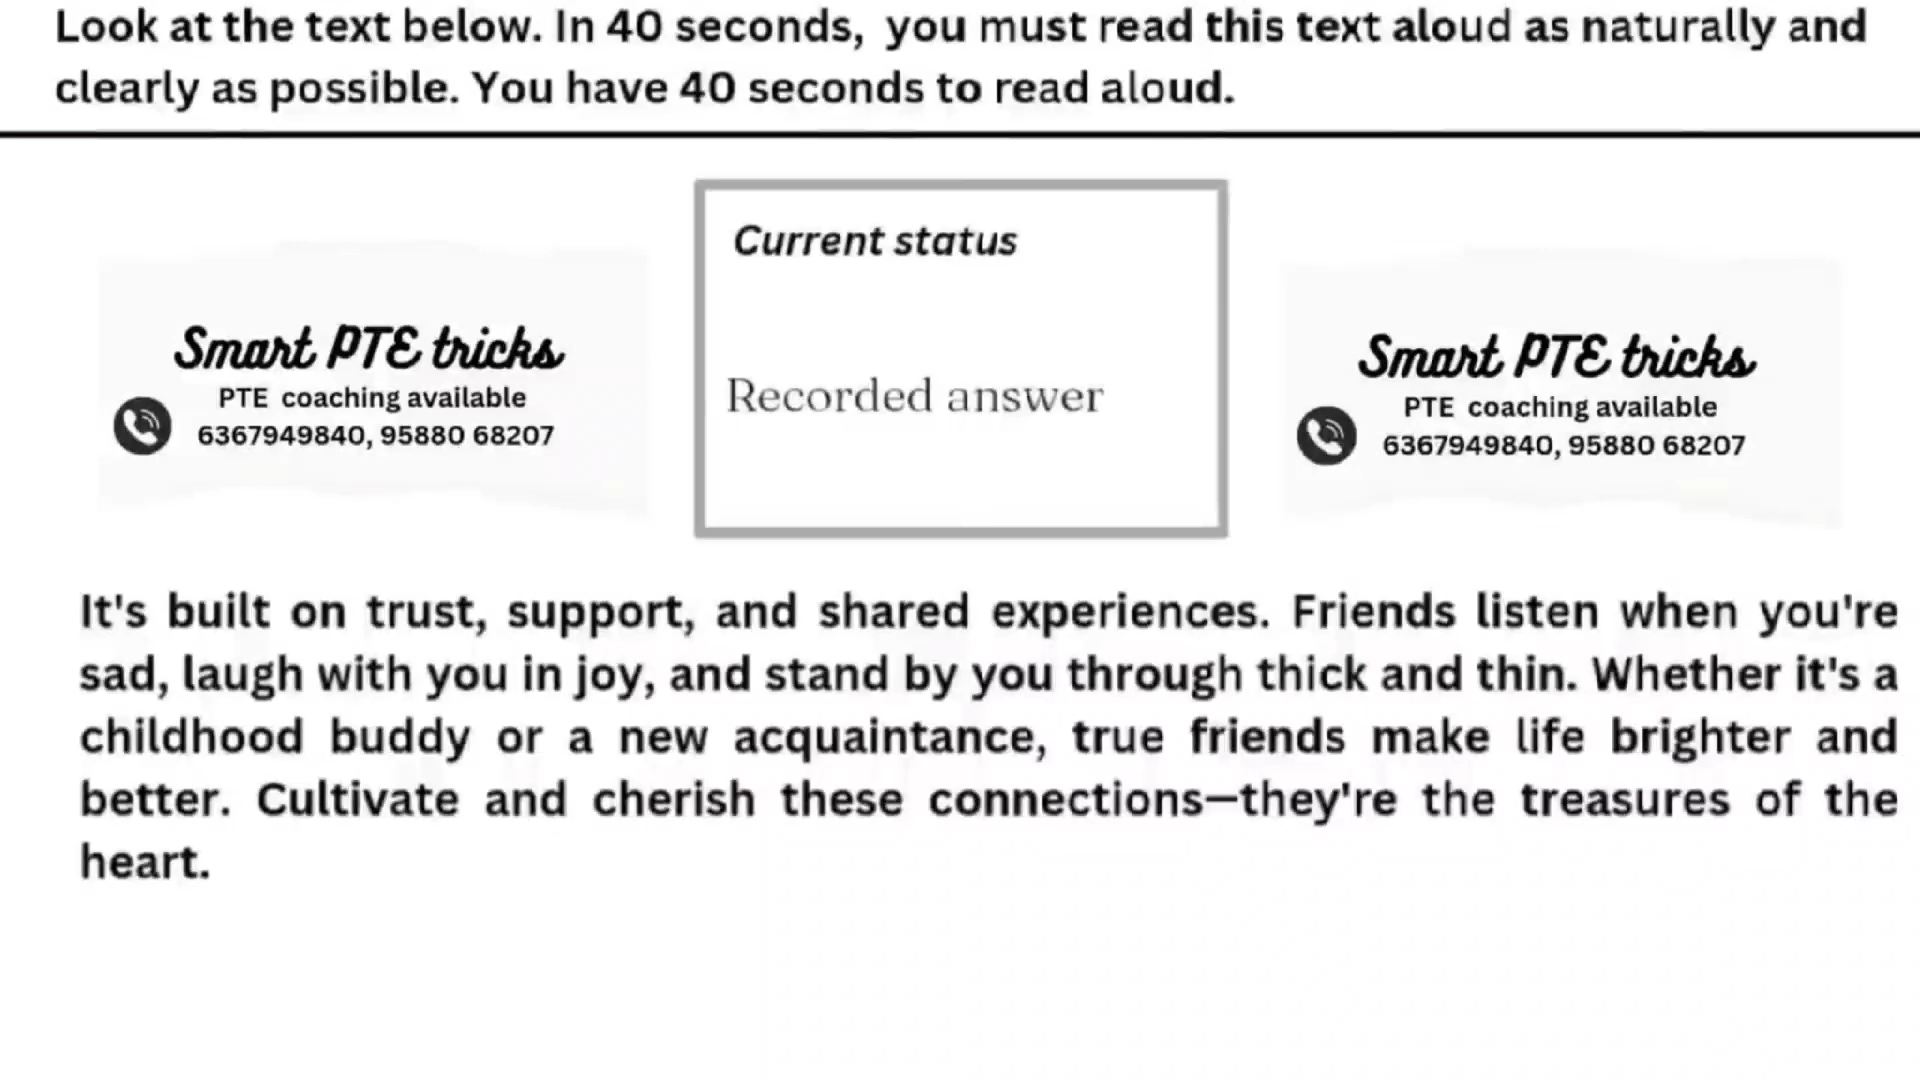 Look at the text below. In 40 seconds, you must read this text aloud as naturally and
clearly as possible. You have 40 seconds to read aloud.
Current status
Recorded answer
Smart PTE tricks
PTE coaching available
6367949840, 95880 68207
Smart PTE tricks
PTE coaching available
6367949840, 95880 68207
It's built on trust, support, and shared experiences. Friends listen when you're
sad, laugh with you in joy, and stand by you through thick and thin. Whether it's a
childhood buddy or a new acquaintance, true friends make life brighter and
better. Cultivate and cherish these connections—they're the treasures of the
heart.